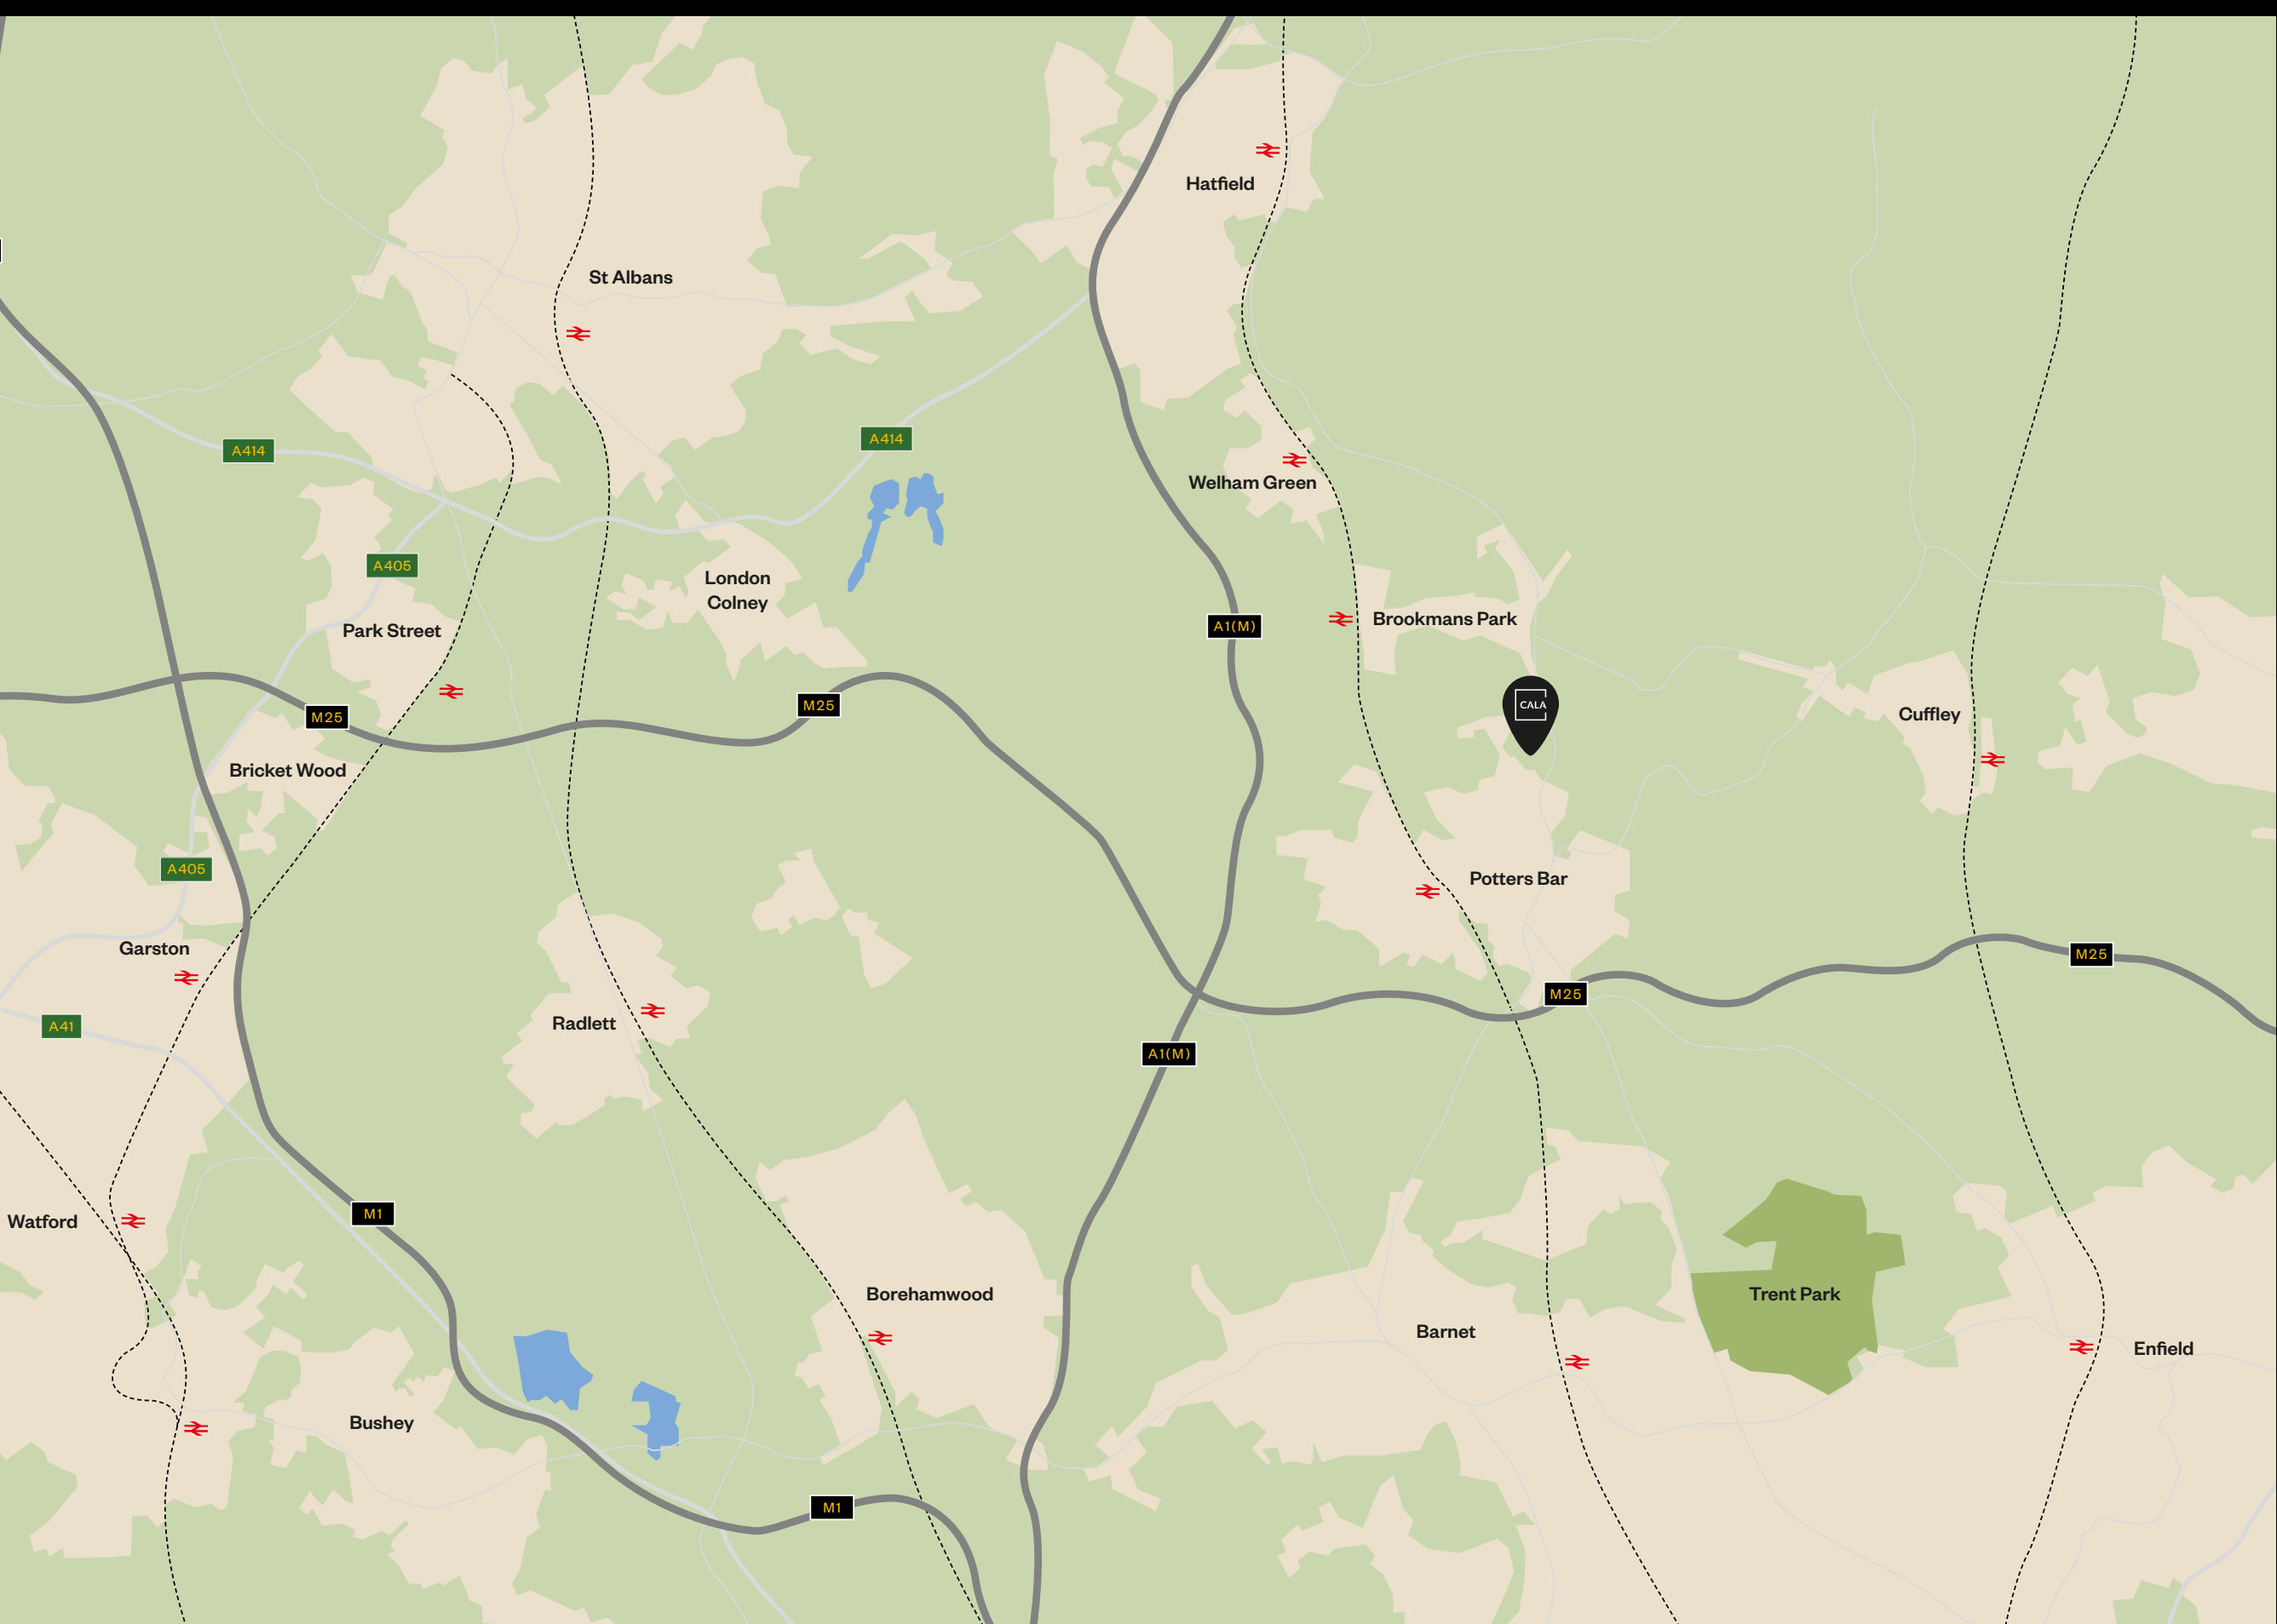 Hatfield
St Albans
A414
A414
Welham Green
A405
London
Colney
Park Street
A1(M)
Brookmans Park
M25
M25
CALA
Cuffley
Bricket Wood
A405
Potters Bar
Garston
M25
M25
Radlett
A41
A1(M)
Watford
M1
Borehamwood
Trent Park
Barnet
Enfield
Bushey
M1